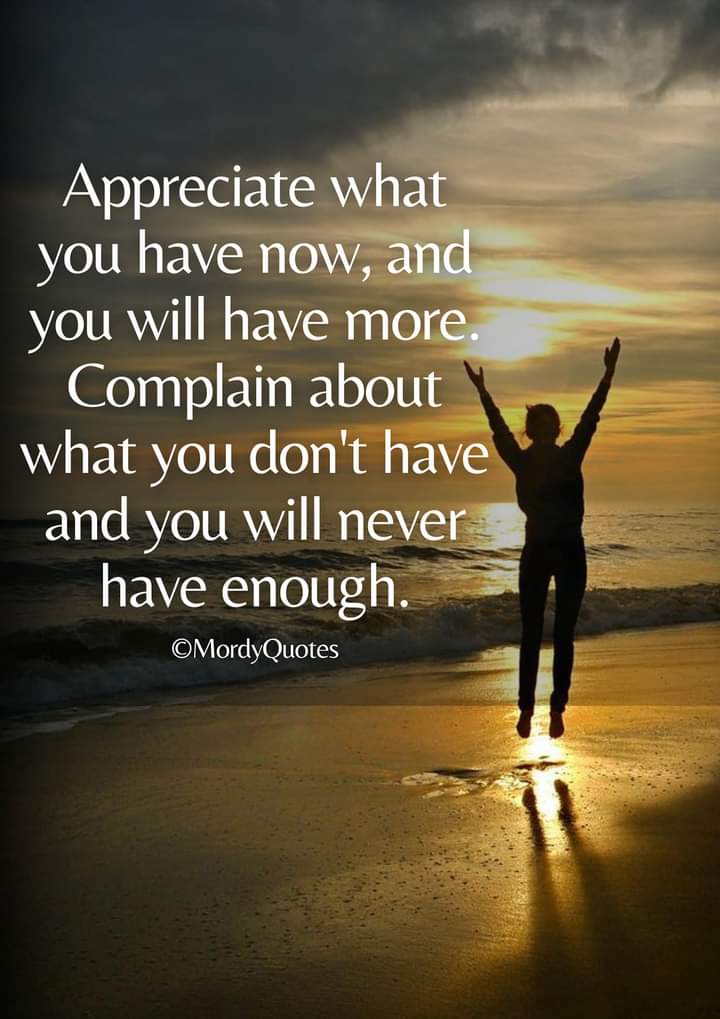 Appreciate what
you have now, and
you will have more.
Complain about
what you don't have
and you will never
have enough.
©MordyQuotes